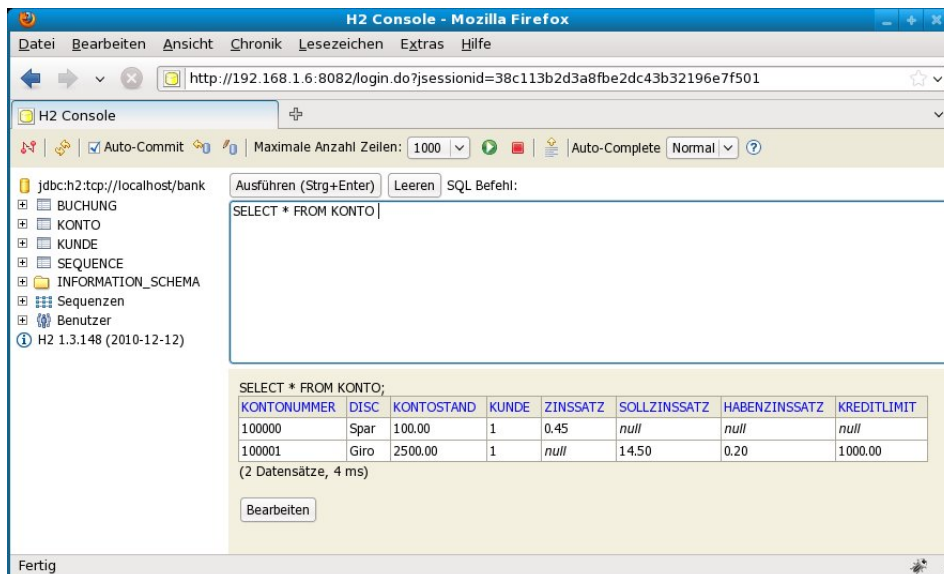 H2 Console - Mozilla Firefox
Datei Bearbeiten Ansicht Chronik Lesezeichen Extras Hilfe
http://192.168.1.6:8082/login.do?jsessionid=38c113b2d3a8fbe2dc43b32196e7f501
H2 Console
Auto-Commit Maximale Anzahl Zeilen: 1000 Auto-Complete Normal
jdbc:h2:tcp://localhost/bank
BUCHUNG
KONTO
KUNDE
SEQUENCE
INFORMATION_SCHEMA
Sequenzen
Benutzer
H2 1.3.148 (2010-12-12)
Ausführen (Strg+Enter) Leeren SQL Befehl:
SELECT * FROM KONTO
SELECT * FROM KONTO;
KONTONUMMER DISC KONTOSTAND KUNDE ZINSSATZ SOLLZINSSATZ HABENZINSSATZ KREDITLIMIT
100000 Spar 100.00 1 0.45 null null null
100001 Giro 2500.00 1 null 14.50 0.20 1000.00
(2 Datensätze, 4 ms)
Bearbeiten
Fertig